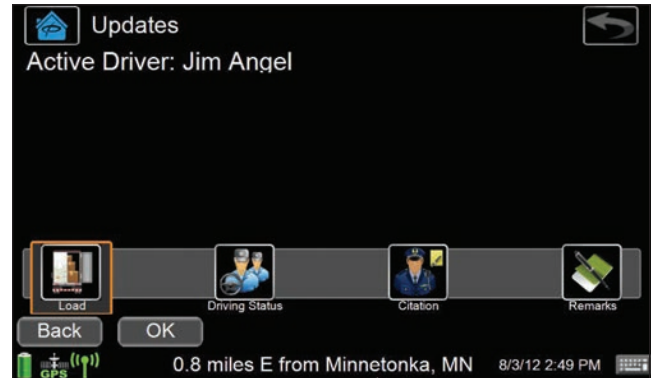 Updates
Active Driver: Jim Angel
Load Driving Status Citation Remarks
Back OK
GPS 0.8 miles E from Minnetonka, MN 8/3/12 2:49 PM